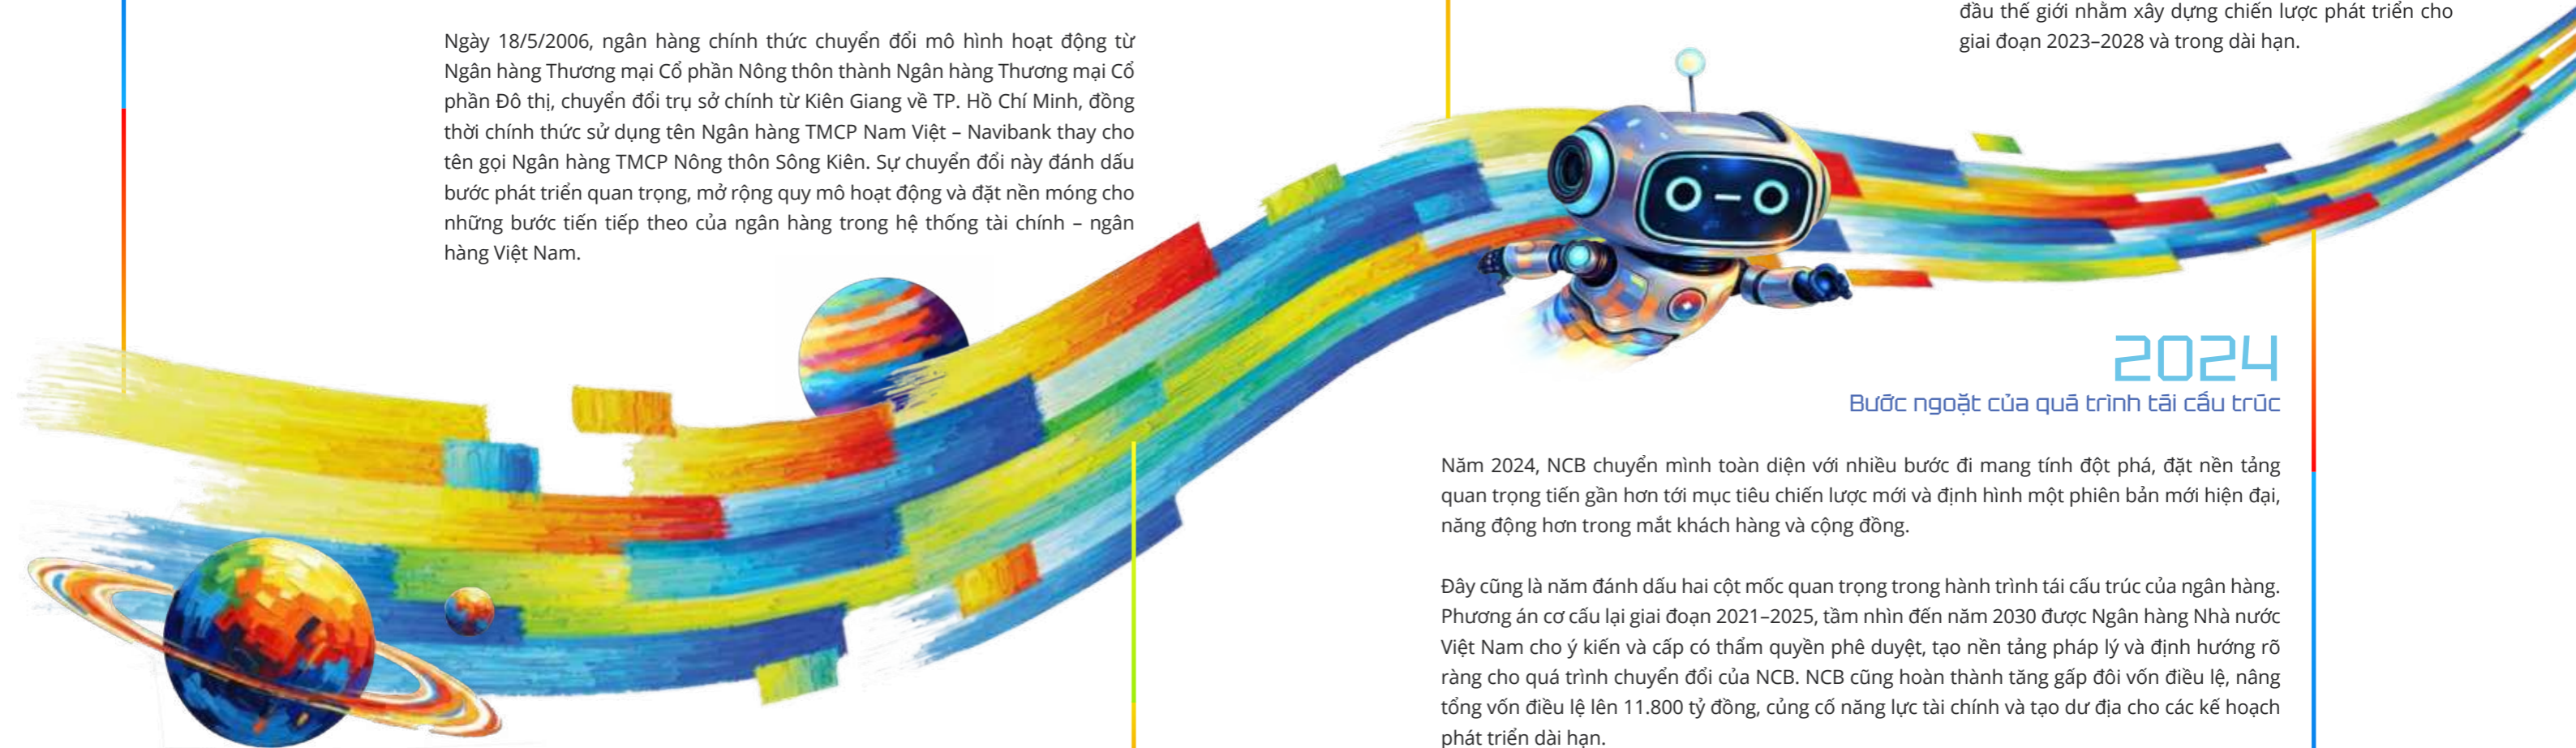 Ngày 18/5/2006, ngân hàng chính thức chuyển đổi mô hình hoạt động từ
Ngân hàng Thương mại Cổ phần Nông thôn thành Ngân hàng Thương mại Cổ
phần Đô thị, chuyển đổi trụ sở chính từ Kiên Giang về TP. Hồ Chí Minh, đồng
thời chính thức sử dụng tên Ngân hàng TMCP Nam Việt – Navibank thay cho
tên gọi Ngân hàng TMCP Nông thôn Sông Kiên. Sự chuyển đổi này đánh dấu
bước phát triển quan trọng, mở rộng quy mô hoạt động và đặt nền móng cho
những bước tiến tiếp theo của ngân hàng trong hệ thống tài chính – ngân
hàng Việt Nam.
đầu thế giới nhằm xây dựng chiến lược phát triển cho
giai đoạn 2023–2028 và trong dài hạn.
2024
Bước ngoặt của quá trình tái cấu trúc
Năm 2024, NCB chuyển mình toàn diện với nhiều bước đi mang tính đột phá, đặt nền tảng
quan trọng tiến gần hơn tới mục tiêu chiến lược mới và định hình một phiên bản mới hiện đại,
năng động hơn trong mắt khách hàng và cộng đồng.
Đây cũng là năm đánh dấu hai cột mốc quan trọng trong hành trình tái cấu trúc của ngân hàng.
Phương án cơ cấu lại giai đoạn 2021–2025, tầm nhìn đến năm 2030 được Ngân hàng Nhà nước
Việt Nam cho ý kiến và cấp có thẩm quyền phê duyệt, tạo nền tảng pháp lý và định hướng rõ
ràng cho quá trình chuyển đổi của NCB. NCB cũng hoàn thành tăng gấp đôi vốn điều lệ, nâng
tổng vốn điều lệ lên 11.800 tỷ đồng, củng cố năng lực tài chính và tạo dư địa cho các kế hoạch
phát triển dài hạn.